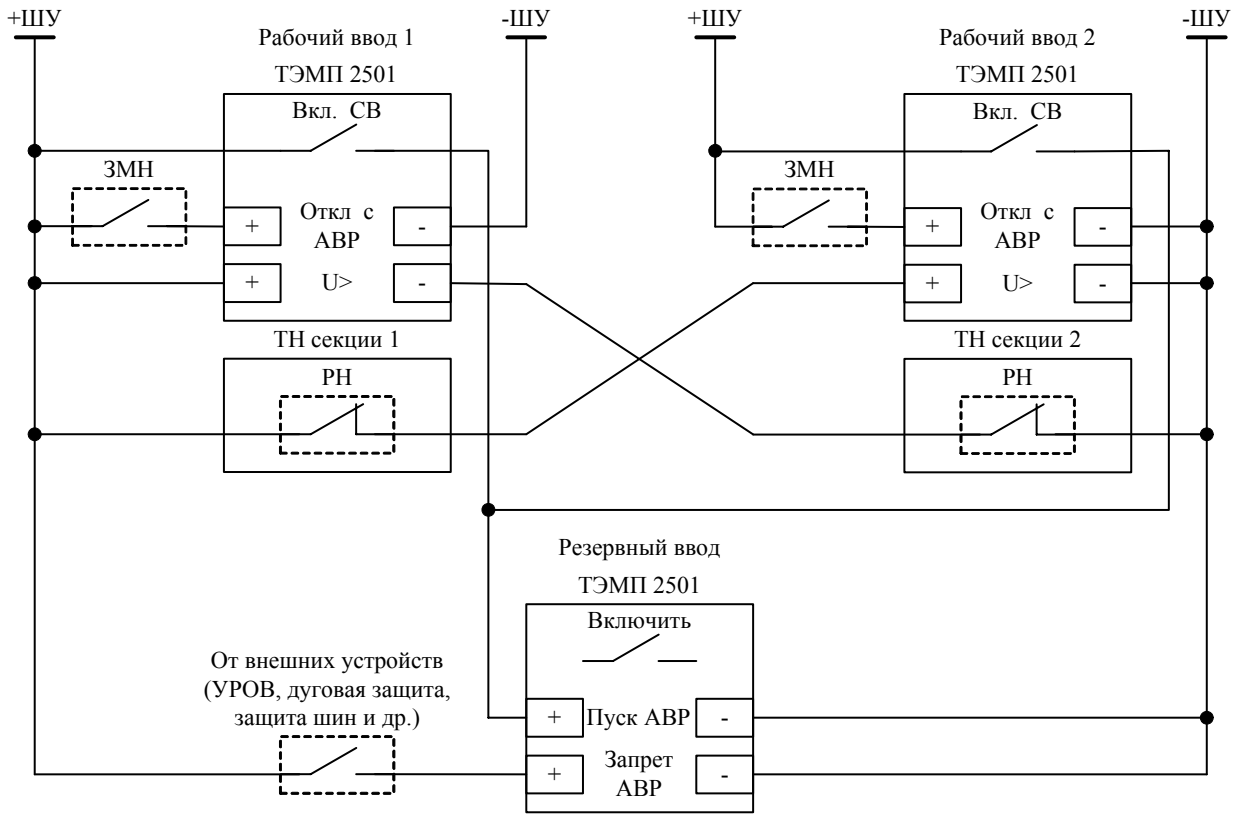 +ШУ
-ШУ
+ШУ
-ШУ
Рабочий ввод 1
Рабочий ввод 2
ТЭМП 2501
ТЭМП 2501
Вкл. СВ
Вкл. СВ
ЗМН
ЗМН
+
Откл с
АВР
-
+
Откл с
АВР
-
+
U>
-
+
U>
-
ТН секции 1
ТН секции 2
РН
РН
Резервный ввод
ТЭМП 2501
Включить
От внешних устройств
(УРОВ, дуговая защита,
защита шин и др.)
+
Пуск АВР
-
+
Запрет
АВР
-